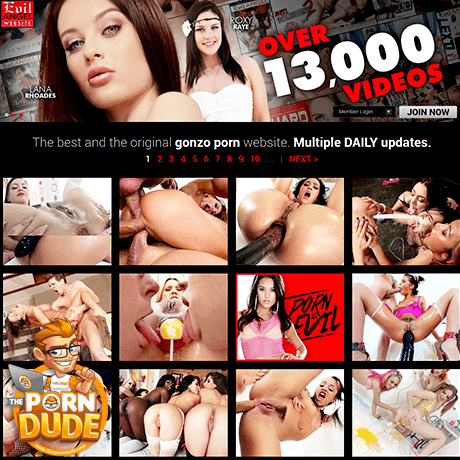 Evil
ANGEL
WEBSITE
ROXY
RAYE
LANA
RHOADES
OVER
13,000
VIDEOS
Member Login
JOIN NOW
The best and the original gonzo porn website. Multiple DAILY updates.
1 2 3 4 5 6 7 8 9 10 ... | NEXT >
PORN
EVIL
THE
PORN
DUDE